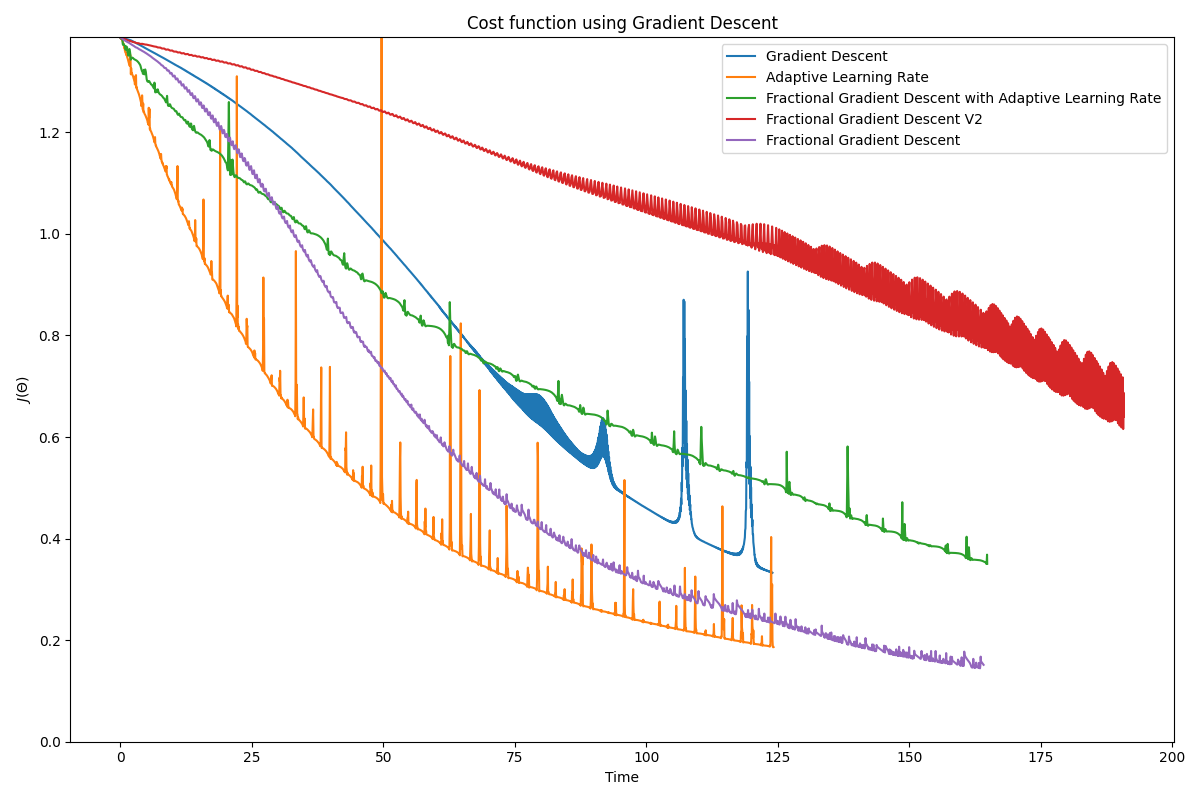 Cost function using Gradient Descent
Gradient Descent
Adaptive Learning Rate
Fractional Gradient Descent with Adaptive Learning Rate
Fractional Gradient Descent V2
Fractional Gradient Descent
J(Θ)
1.2
1.0
0.8
0.6
0.4
0.2
0.0
0 25 50 75 100 125 150 175 200
Time